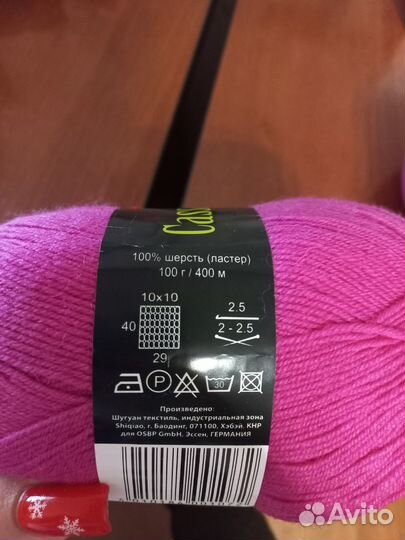 100% шерсть (ластер)
100 г / 400 м
10x10
40
29
2.5
2 - 2.5
P
30
Произведено:
Шугуан текстиль, индустриальная зона
Shiqiao, г. Баодинг, 071100, Хэбэй. КНР
для OSBP GmbH, Эссен, ГЕРМАНИЯ
Avito